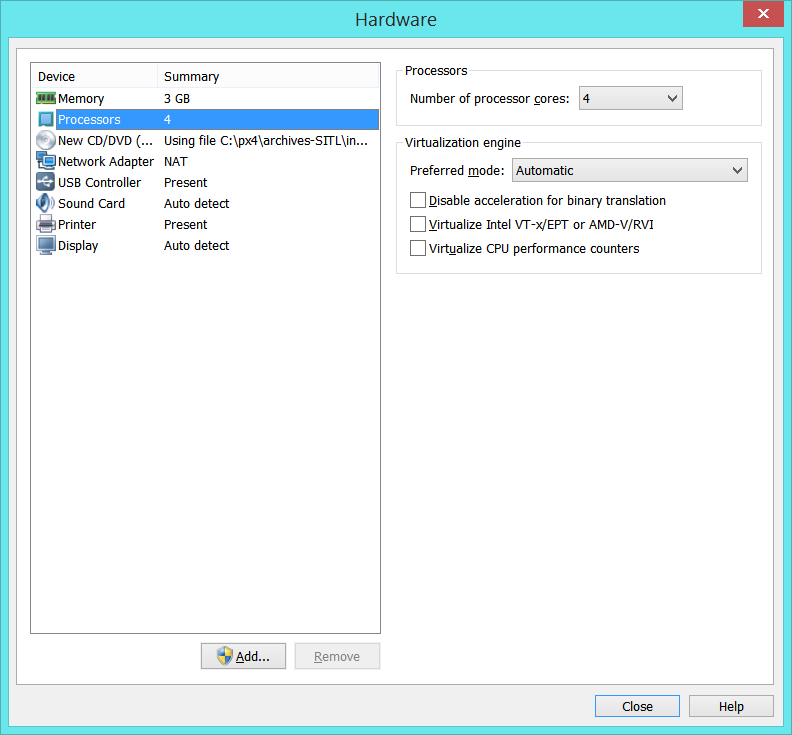 Hardware
Device Summary
Memory 3 GB
Processors 4
New CD/DVD (... Using file C:\px4\archives-SITL\in...
Network Adapter NAT
USB Controller Present
Sound Card Auto detect
Printer Present
Display Auto detect
Add... Remove
Processors
Number of processor cores: 4
Virtualization engine
Preferred mode: Automatic
Disable acceleration for binary translation
Virtualize Intel VT-x/EPT or AMD-V/RVI
Virtualize CPU performance counters
Close Help